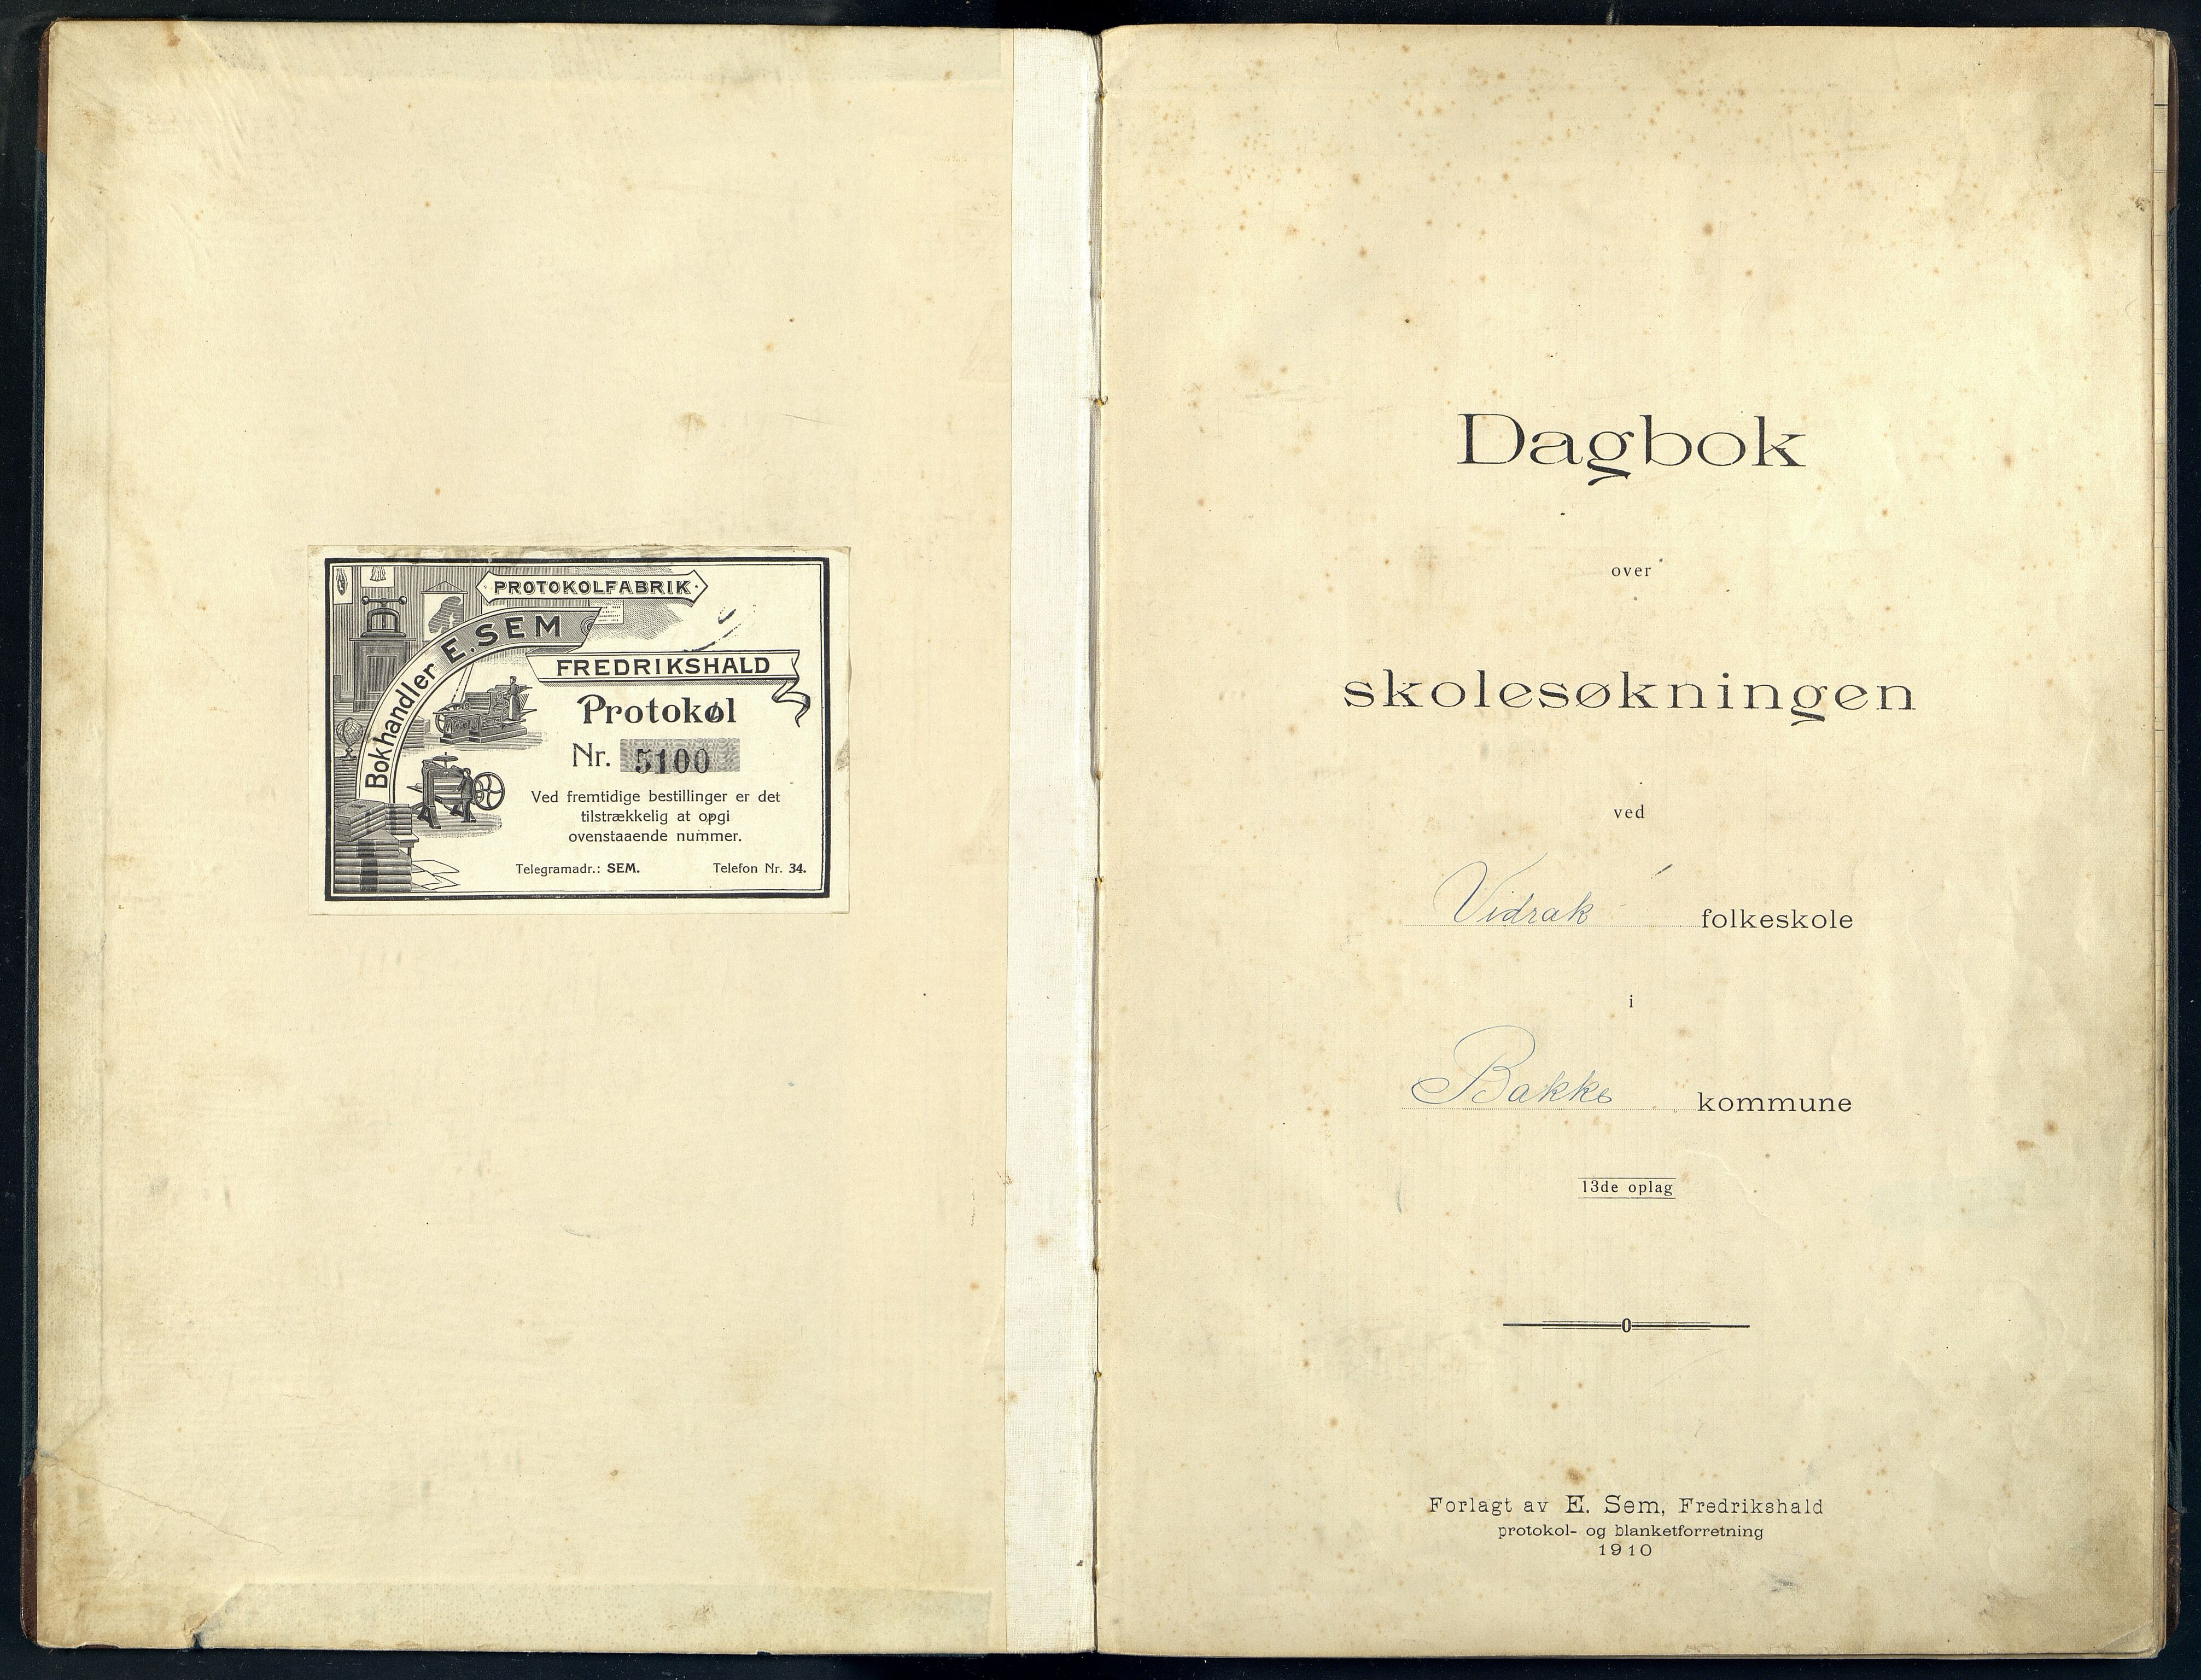 PROTOKOLFABRIK
Bokhandler E. SEM
FREDRIKSHALD
Protokol
Nr. 5100
Ved fremtidige bestillinger er det
tilstrækkelig at opgi
ovenstaaende nummer.
Telegramadr.: SEM. Telefon Nr. 34.
Dagbok
over
skolesøkningen
ved
Vidrak folkeskole
i
Bakke kommune
13de oplag
Forlagt av E. Sem, Fredrikshald
protokol- og blanketforretning
1910